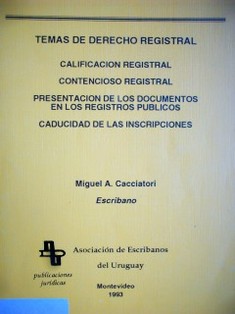 TEMAS DE DERECHO REGISTRAL
CALIFICACION REGISTRAL
CONTENCIOSO REGISTRAL
PRESENTACION DE LOS DOCUMENTOS
EN LOS REGISTROS PUBLICOS
CADUCIDAD DE LAS INSCRIPCIONES
Miguel A. Cacciatori
Escribano
publicaciones
jurídicas
Asociación de Escribanos
del Uruguay
Montevideo
1993